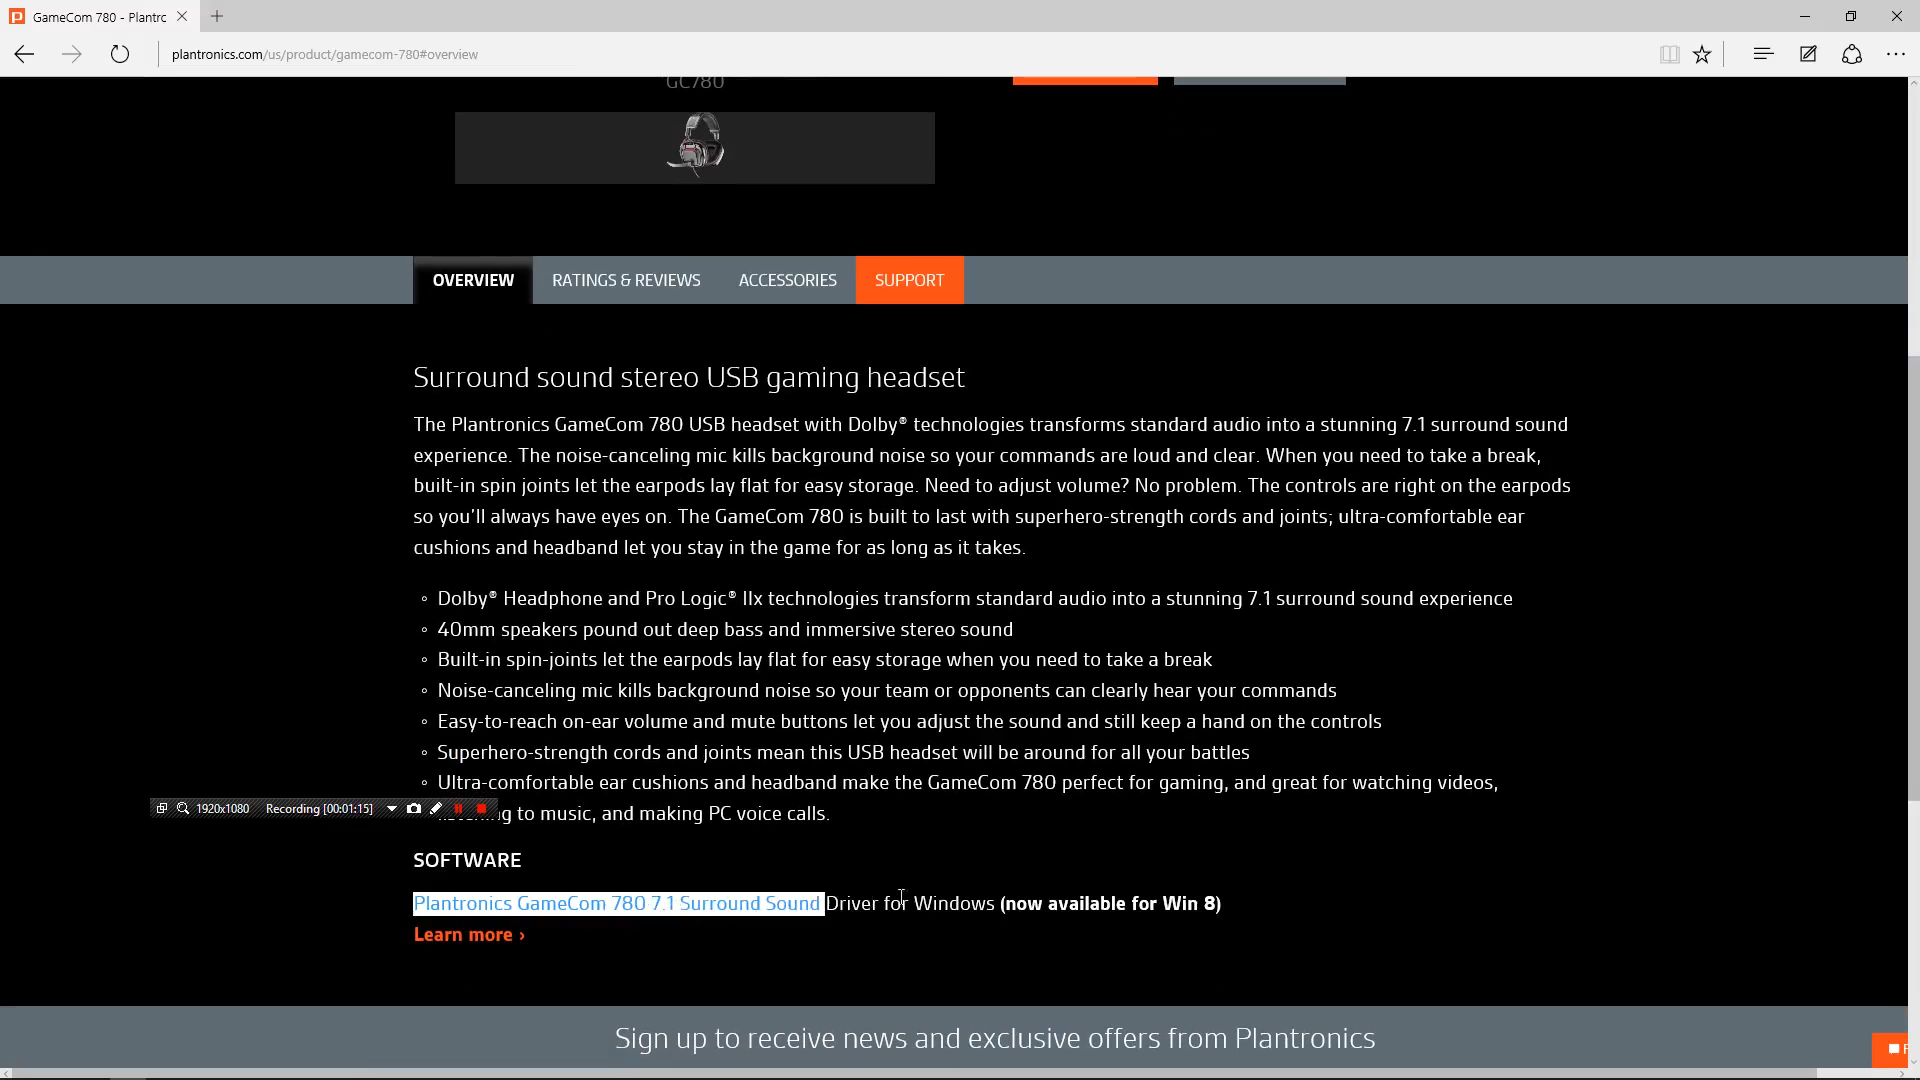 GameCom 780 - Plantrc
plantronics.com/us/product/gamecom-780#overview
GC780
OVERVIEW RATINGS & REVIEWS ACCESSORIES SUPPORT
Surround sound stereo USB gaming headset
The Plantronics GameCom 780 USB headset with Dolby® technologies transforms standard audio into a stunning 7.1 surround sound
experience. The noise-canceling mic kills background noise so your commands are loud and clear. When you need to take a break,
built-in spin joints let the earpods lay flat for easy storage. Need to adjust volume? No problem. The controls are right on the earpods
so you'll always have eyes on. The GameCom 780 is built to last with superhero-strength cords and joints; ultra-comfortable ear
cushions and headband let you stay in the game for as long as it takes.
◦ Dolby® Headphone and Pro Logic® IIx technologies transform standard audio into a stunning 7.1 surround sound experience
◦ 40mm speakers pound out deep bass and immersive stereo sound
◦ Built-in spin-joints let the earpods lay flat for easy storage when you need to take a break
◦ Noise-canceling mic kills background noise so your team or opponents can clearly hear your commands
◦ Easy-to-reach on-ear volume and mute buttons let you adjust the sound and still keep a hand on the controls
◦ Superhero-strength cords and joints mean this USB headset will be around for all your battles
◦ Ultra-comfortable ear cushions and headband make the GameCom 780 perfect for gaming, and great for watching videos,
1920x1080 Recording [00:01:15]
to music, and making PC voice calls.
SOFTWARE
Plantronics GameCom 780 7.1 Surround Sound Driver for Windows (now available for Win 8)
Learn more ›
Sign up to receive news and exclusive offers from Plantronics